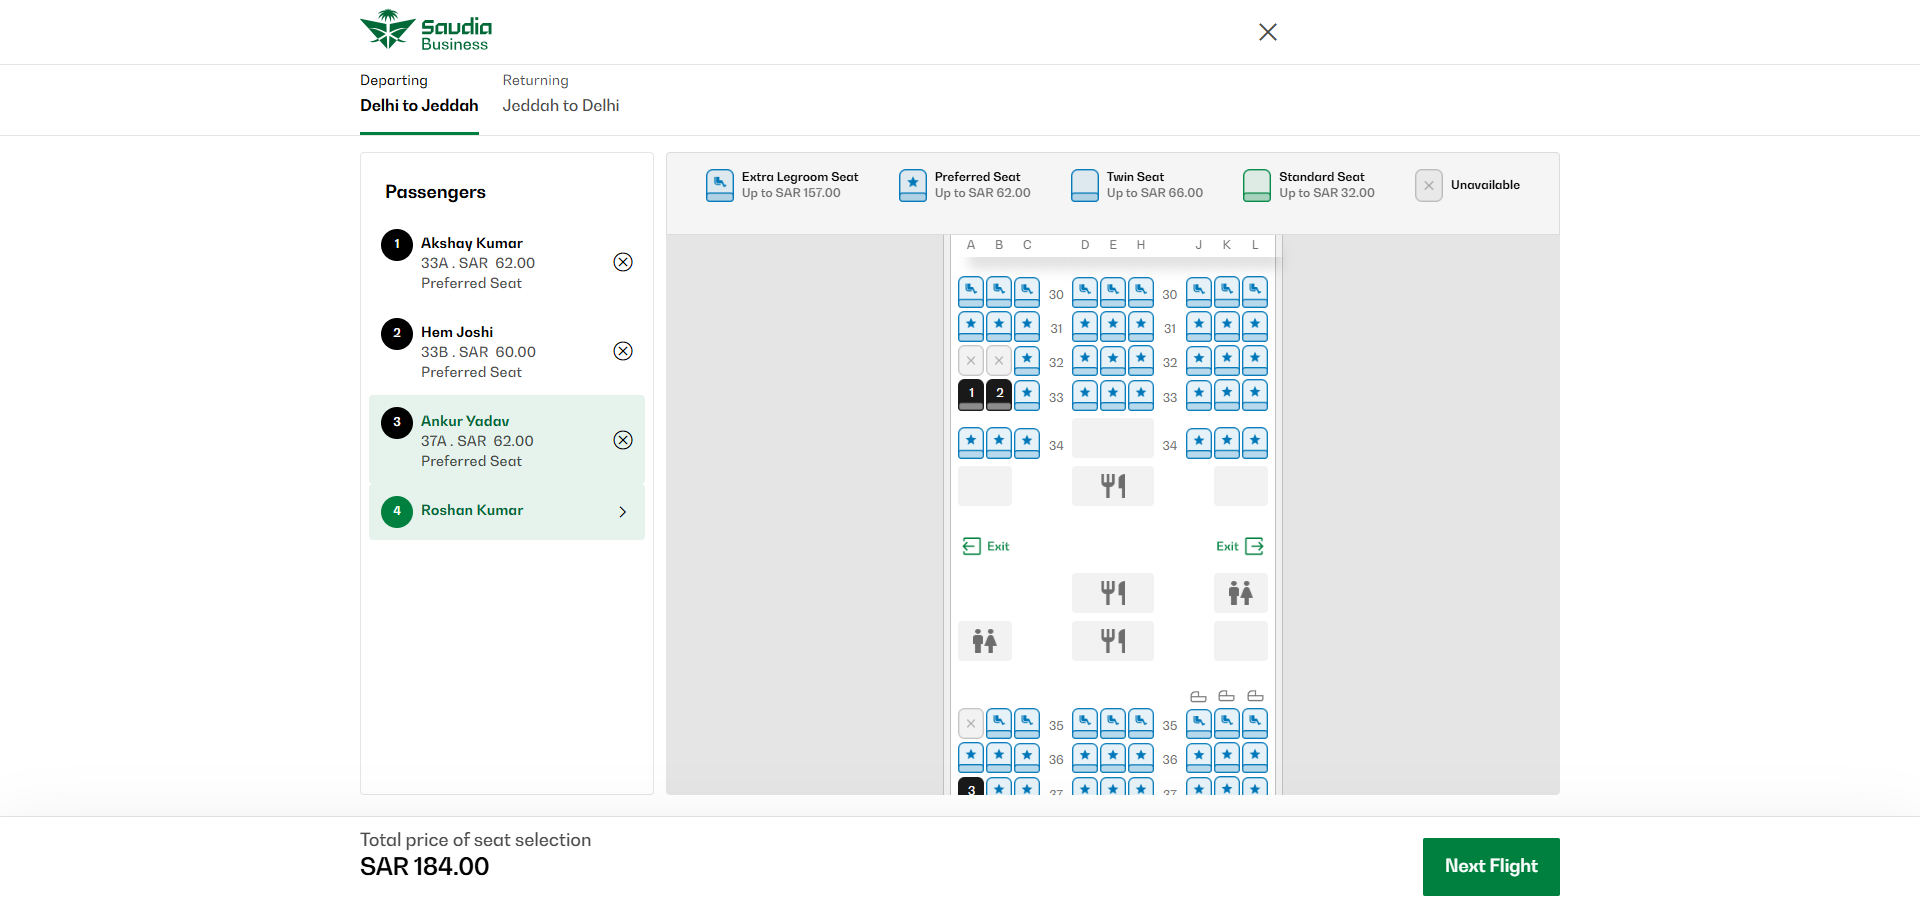 Saudia
Business
Departing
Delhi to Jeddah
Returning
Jeddah to Delhi
Passengers
1
Akshay Kumar
33A . SAR 62.00
Preferred Seat
2
Hem Joshi
33B . SAR 60.00
Preferred Seat
3
Ankur Yadav
37A . SAR 62.00
Preferred Seat
4
Roshan Kumar
Extra Legroom Seat
Up to SAR 157.00
Preferred Seat
Up to SAR 62.00
Twin Seat
Up to SAR 66.00
Standard Seat
Up to SAR 32.00
Unavailable
A B C D E H J K L
30 30
31 31
32 32
1 2 33 33
34 34
Exit Exit
35 35
36 36
3 37 37
Total price of seat selection
SAR 184.00
Next Flight